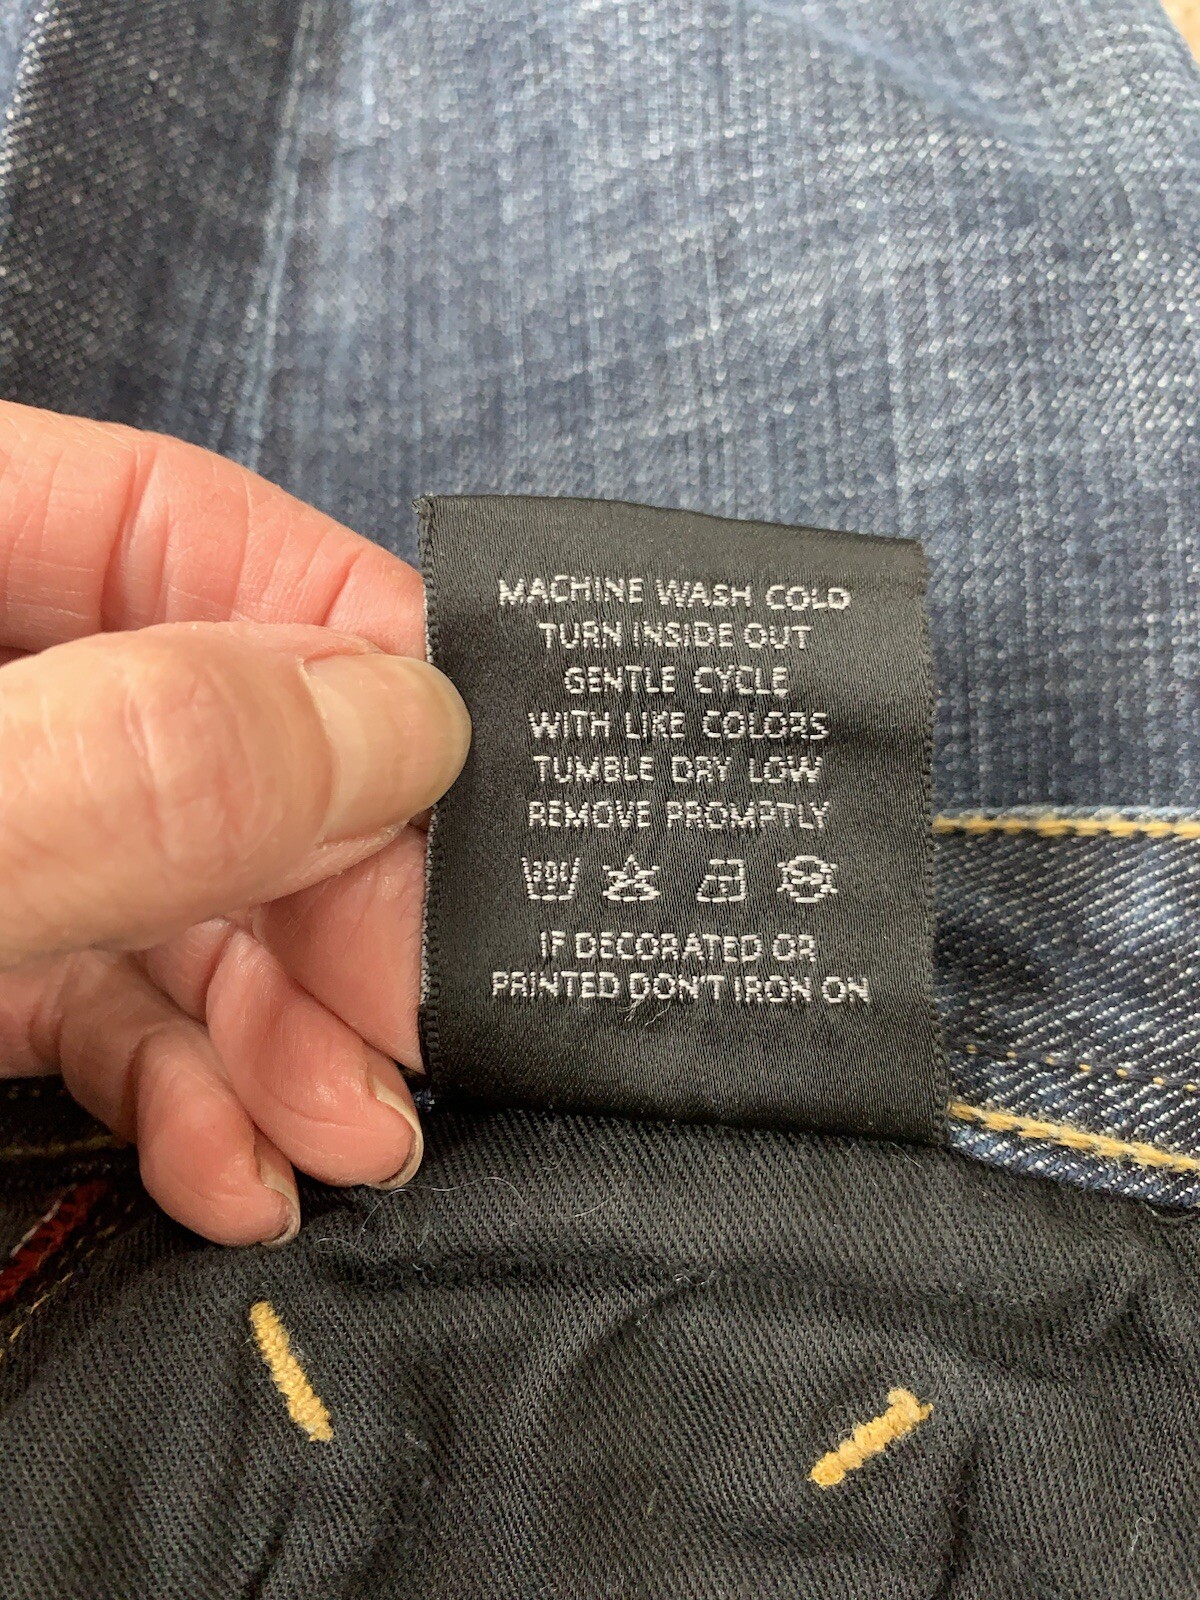 MACHINE WASH COLD
TURN INSIDE OUT
GENTLE CYCLE
WITH LIKE COLORS
TUMBLE DRY LOW
REMOVE PROMPTLY
IF DECORATED OR
PRINTED DON'T IRON ON